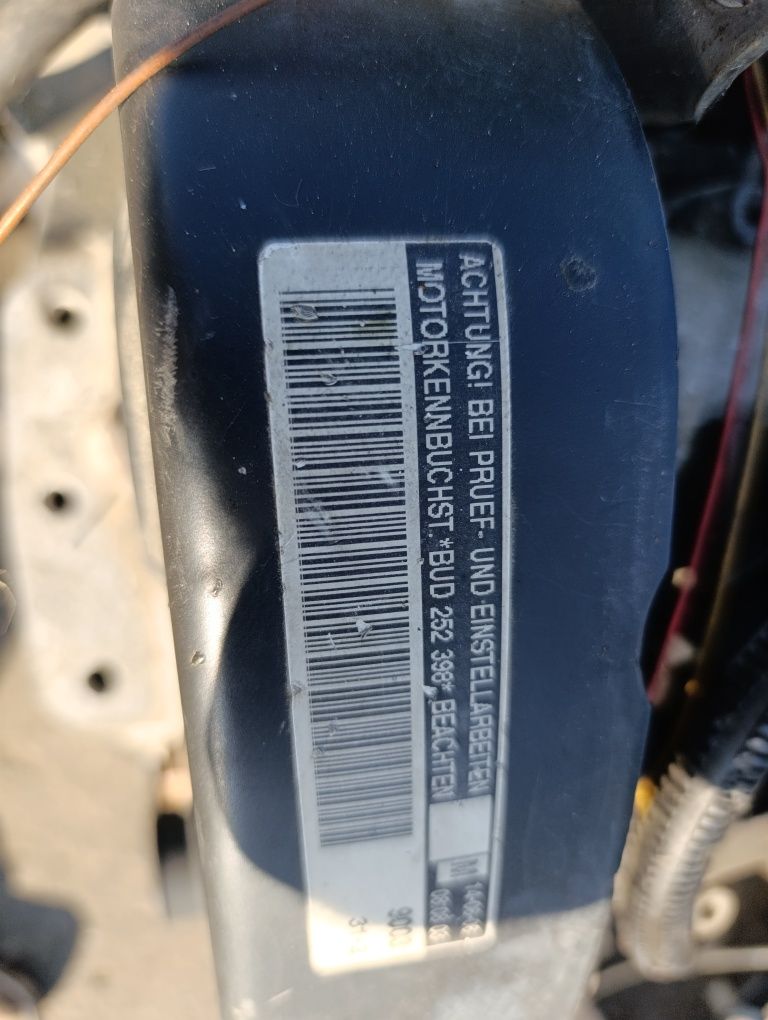 ACHTUNG! BEI PRUEF- UND EINSTELLARBEITEN
MOTORKENNBUCHST. *BUD 252 398* BEACHTEN
M